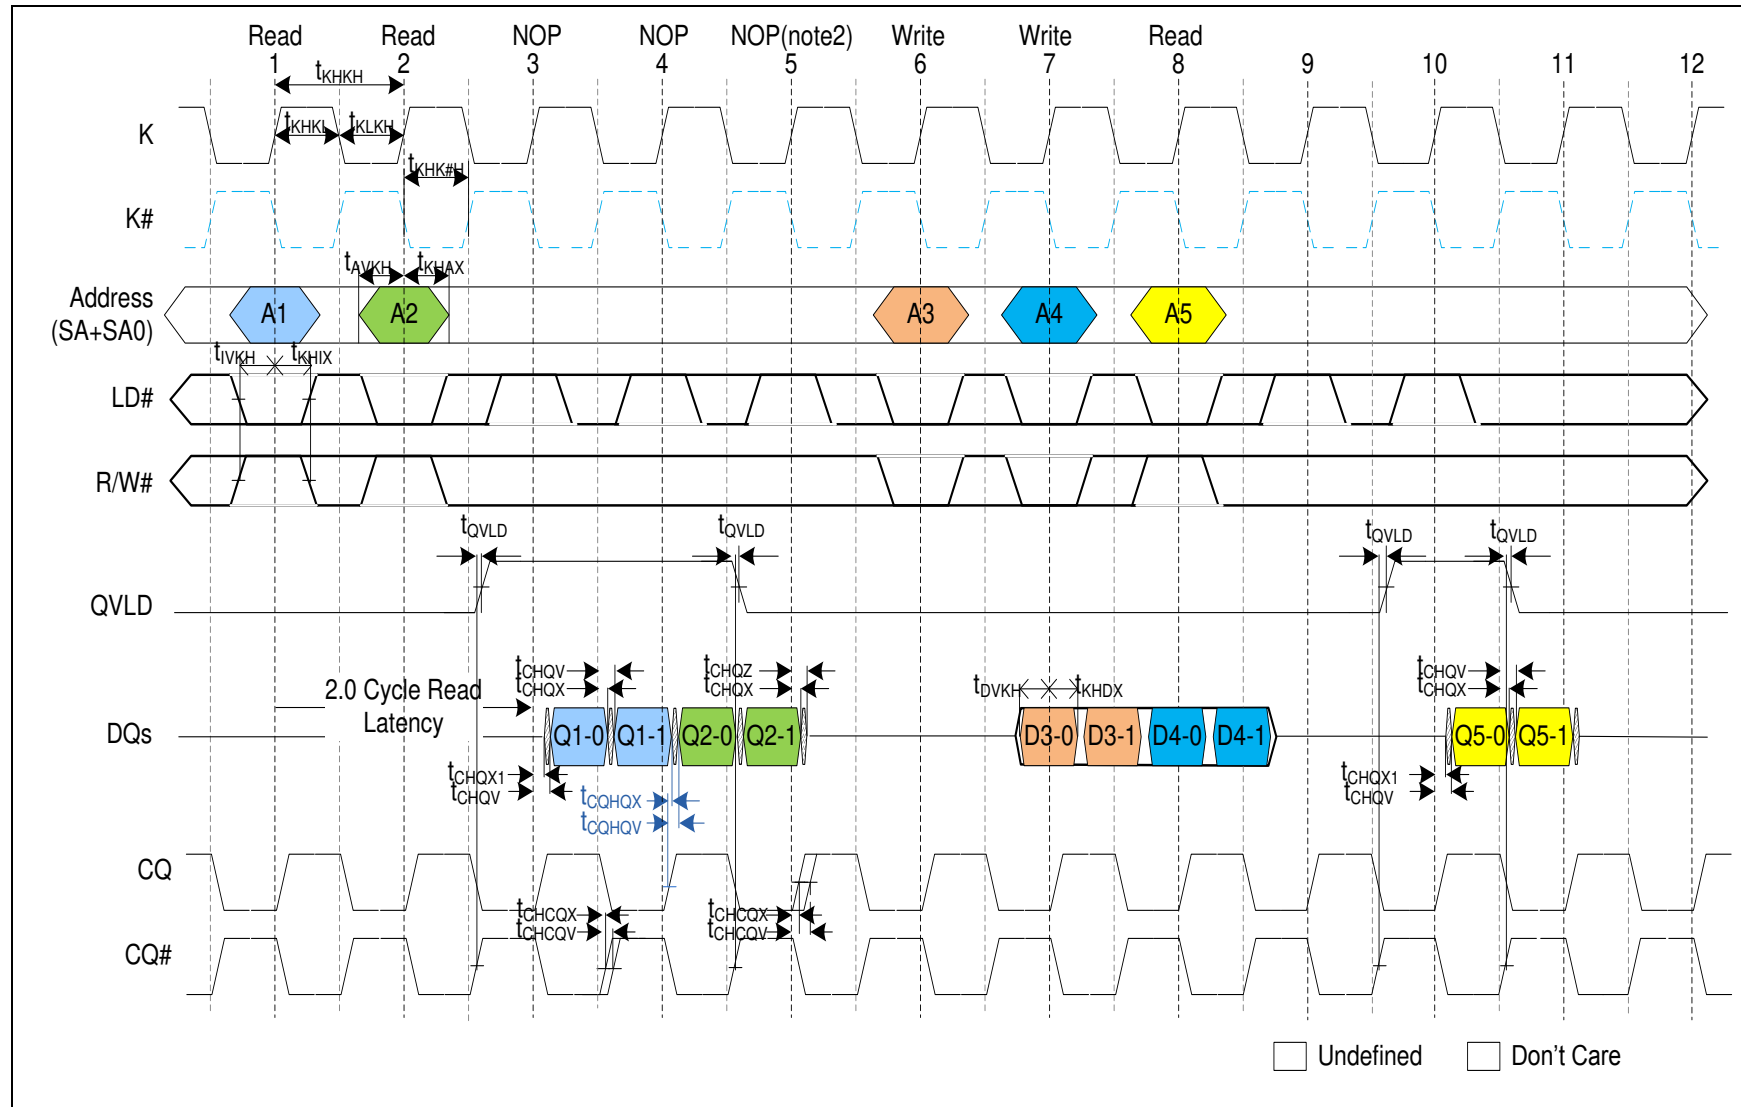 Read Read NOP NOP NOP(note2) Write Write Read
1 2 3 4 5 6 7 8 9 10 11 12
tKHKH
K
tKHKL tKLKH
tKHK#H
K#
tAVKH tKHAX
Address
(SA+SA0)
A1 A2 A3 A4 A5
tIVKH tKHIX
LD#
R/W#
tQVLD tQVLD tQVLD tQVLD
QVLD
tCHQV tCHQZ tCHQV
tCHQX tCHQX tCHQX
2.0 Cycle Read
Latency
tDVKH tKHDX
DQs
Q1-0 Q1-1 Q2-0 Q2-1 D3-0 D3-1 D4-0 D4-1 Q5-0 Q5-1
tCHQX1 tCHQX1
tCHQV tCHQV
tCQHQX
tCQHQV
CQ
tCHCQX tCHCQX
tCHCQV tCHCQV
CQ#
Undefined Don't Care